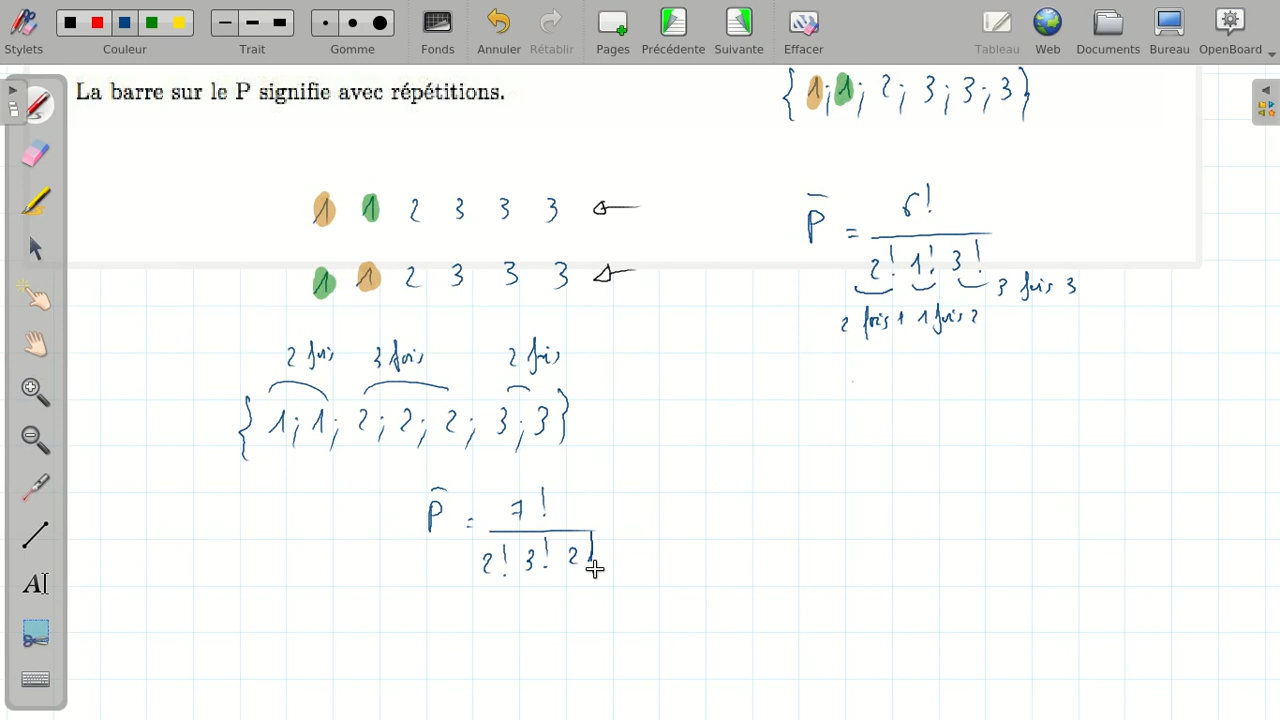 Stylets Couleur Trait Gomme Fonds Annuler Rétablir Pages Précédente Suivante Effacer Tableau Web Documents Bureau OpenBoard
La barre sur le P signifie avec répétitions.
{1; 1; 2; 3; 3; 3}
1 1 2 3 3 3 ←
1 1 2 3 3 3 ←
P̄ = 6! / 2! 1! 3!
3 fois 3
2 fois 1 1 fois 2
2 fois 3 fois 2 fois
{1; 1; 2; 2; 2; 3; 3}
P̄ = 7! / 2! 3! 2!
A